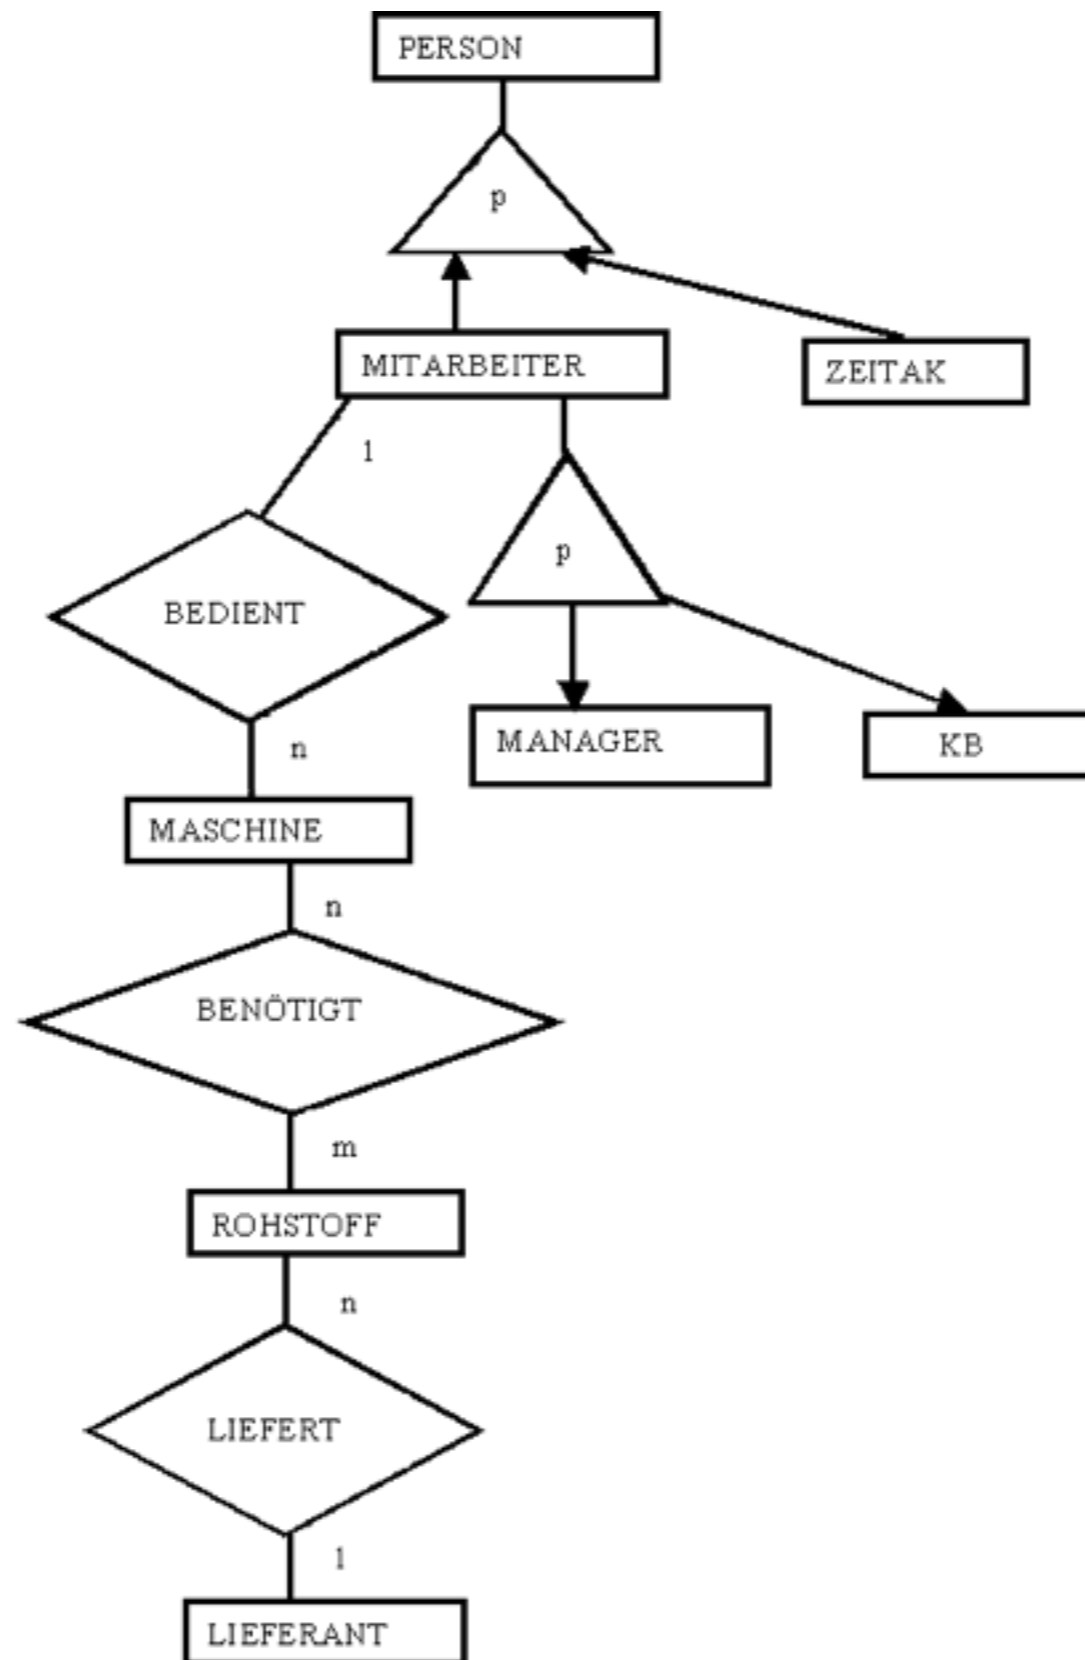 PERSON
p
MITARBEITER
ZEITAK
1
p
BEDIENT
n
MANAGER
KB
MASCHINE
n
BENÖTIGT
m
ROHSTOFF
n
LIEFERT
1
LIEFERANT